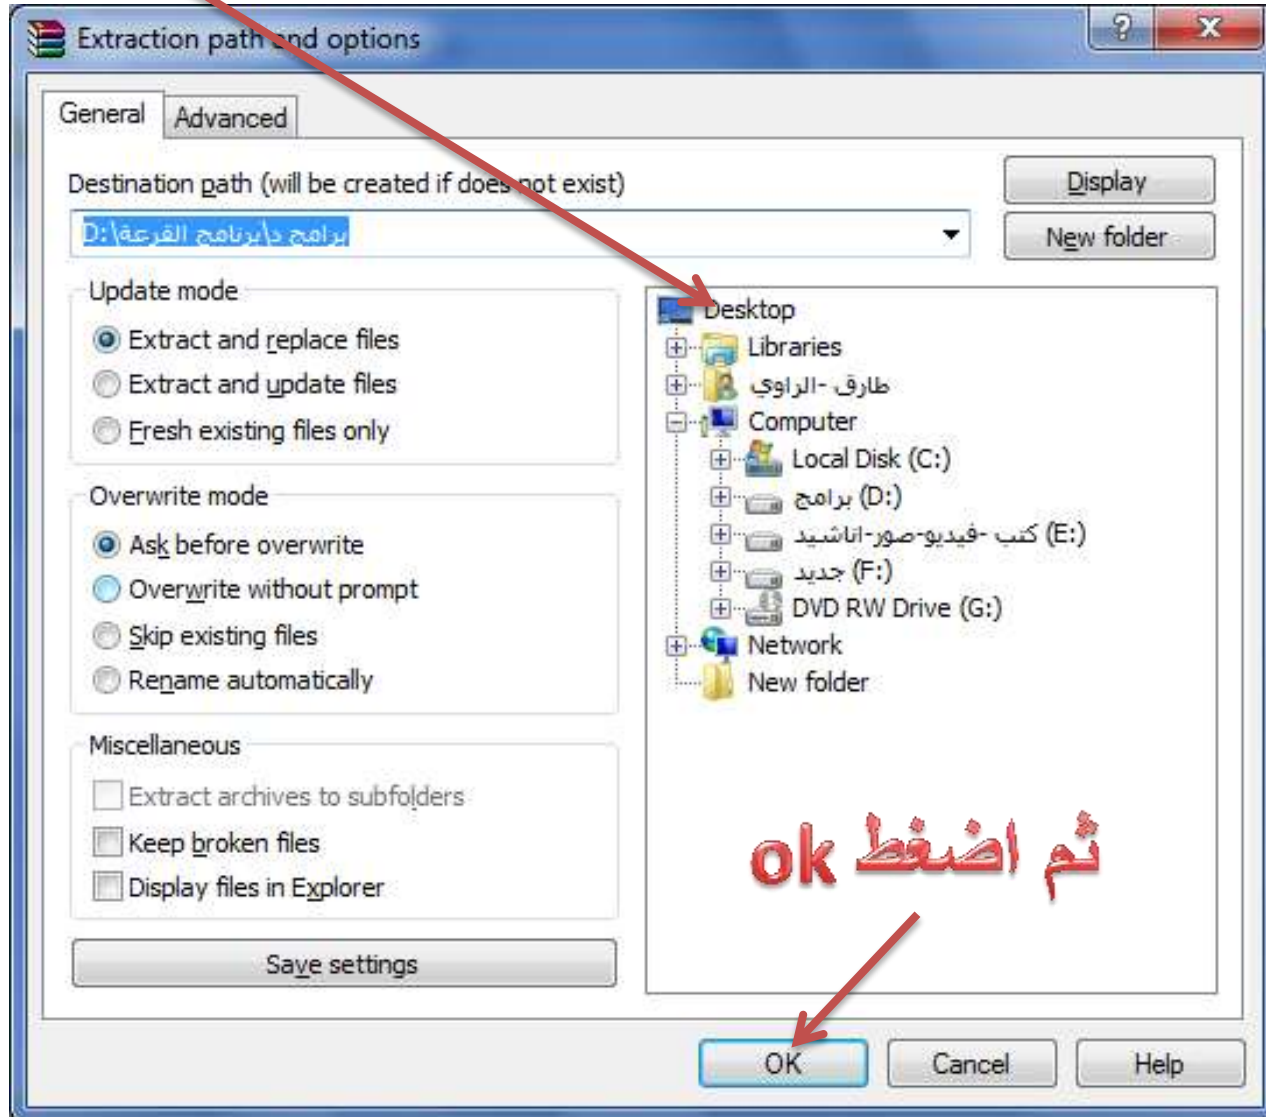 Extraction path and options
General
Advanced
Destination path (will be created if does not exist)
Display
D:\برامج د\برنامج القرعة
New folder
Update mode
Extract and replace files
Extract and update files
Fresh existing files only
Overwrite mode
Ask before overwrite
Overwrite without prompt
Skip existing files
Rename automatically
Miscellaneous
Extract archives to subfolders
Keep broken files
Display files in Explorer
Save settings
Desktop
Libraries
طارق -الراوي
Computer
Local Disk (C:)
برامج (D:)
كتب -فيديو-صور-اناشيد (E:)
جديد (F:)
DVD RW Drive (G:)
Network
New folder
ثم اضغط ok
OK
Cancel
Help